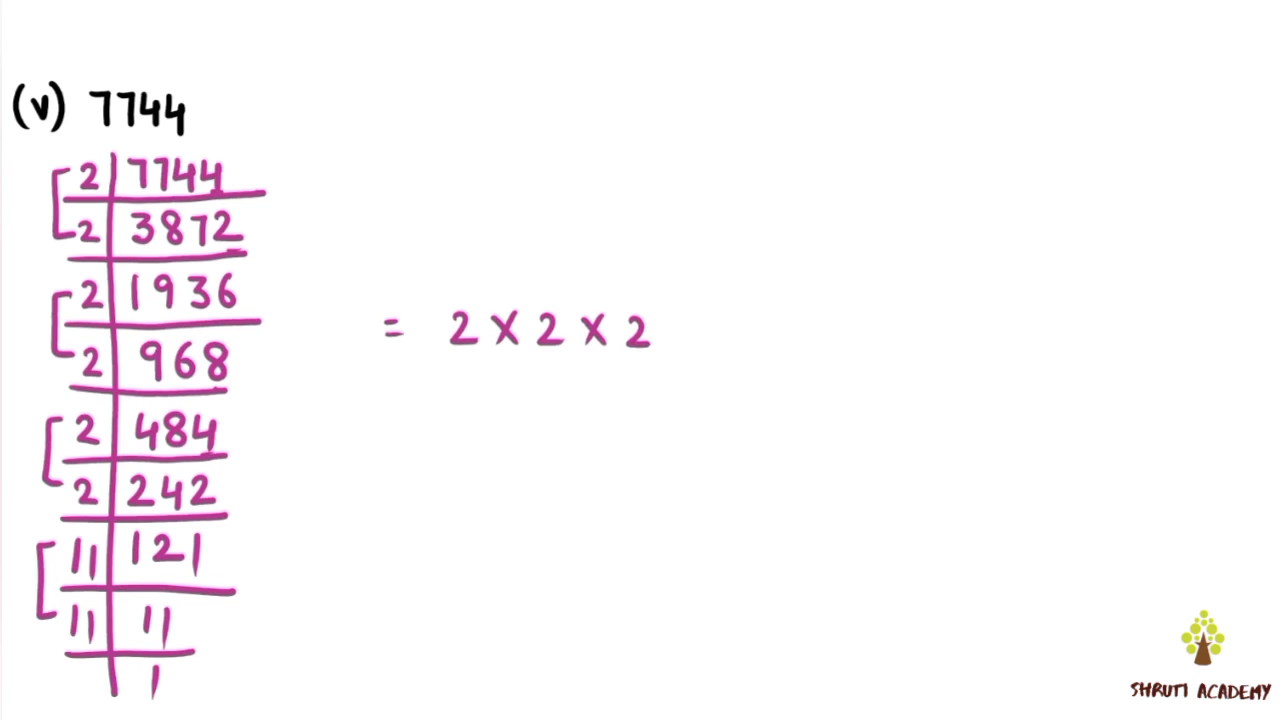 (v) 7744
2 | 7744
2 | 3872
2 | 1936
2 | 968
2 | 484
2 | 242
11 | 121
11 | 11
1
= 2 × 2 × 2
SHRUTI ACADEMY